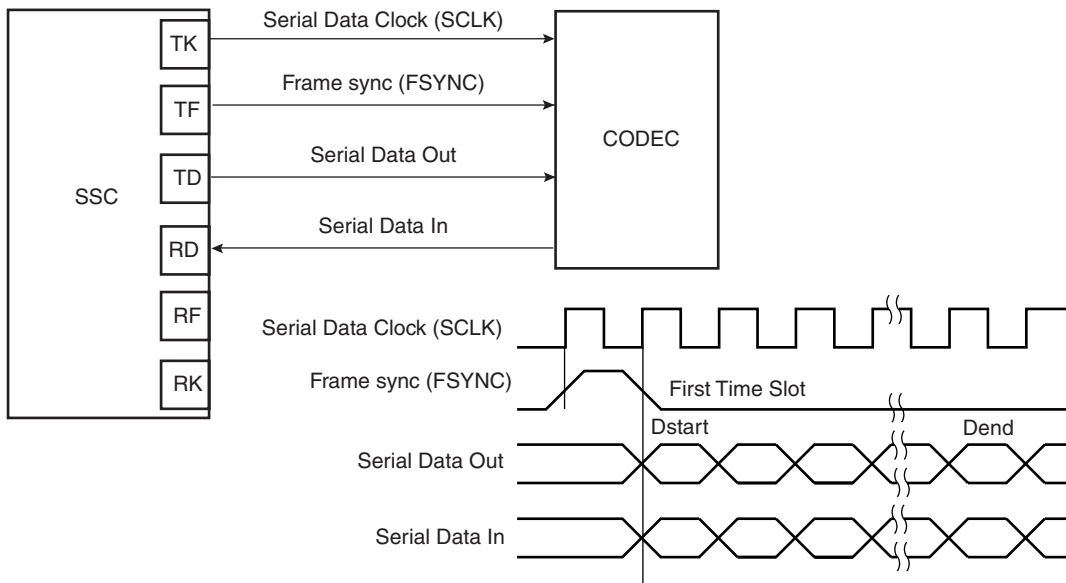 Serial Data Clock (SCLK)
TK
Frame sync (FSYNC)
TF
CODEC
Serial Data Out
TD
SSC
Serial Data In
RD
RF
Serial Data Clock (SCLK)
RK
Frame sync (FSYNC)
First Time Slot
Dstart
Dend
Serial Data Out
Serial Data In